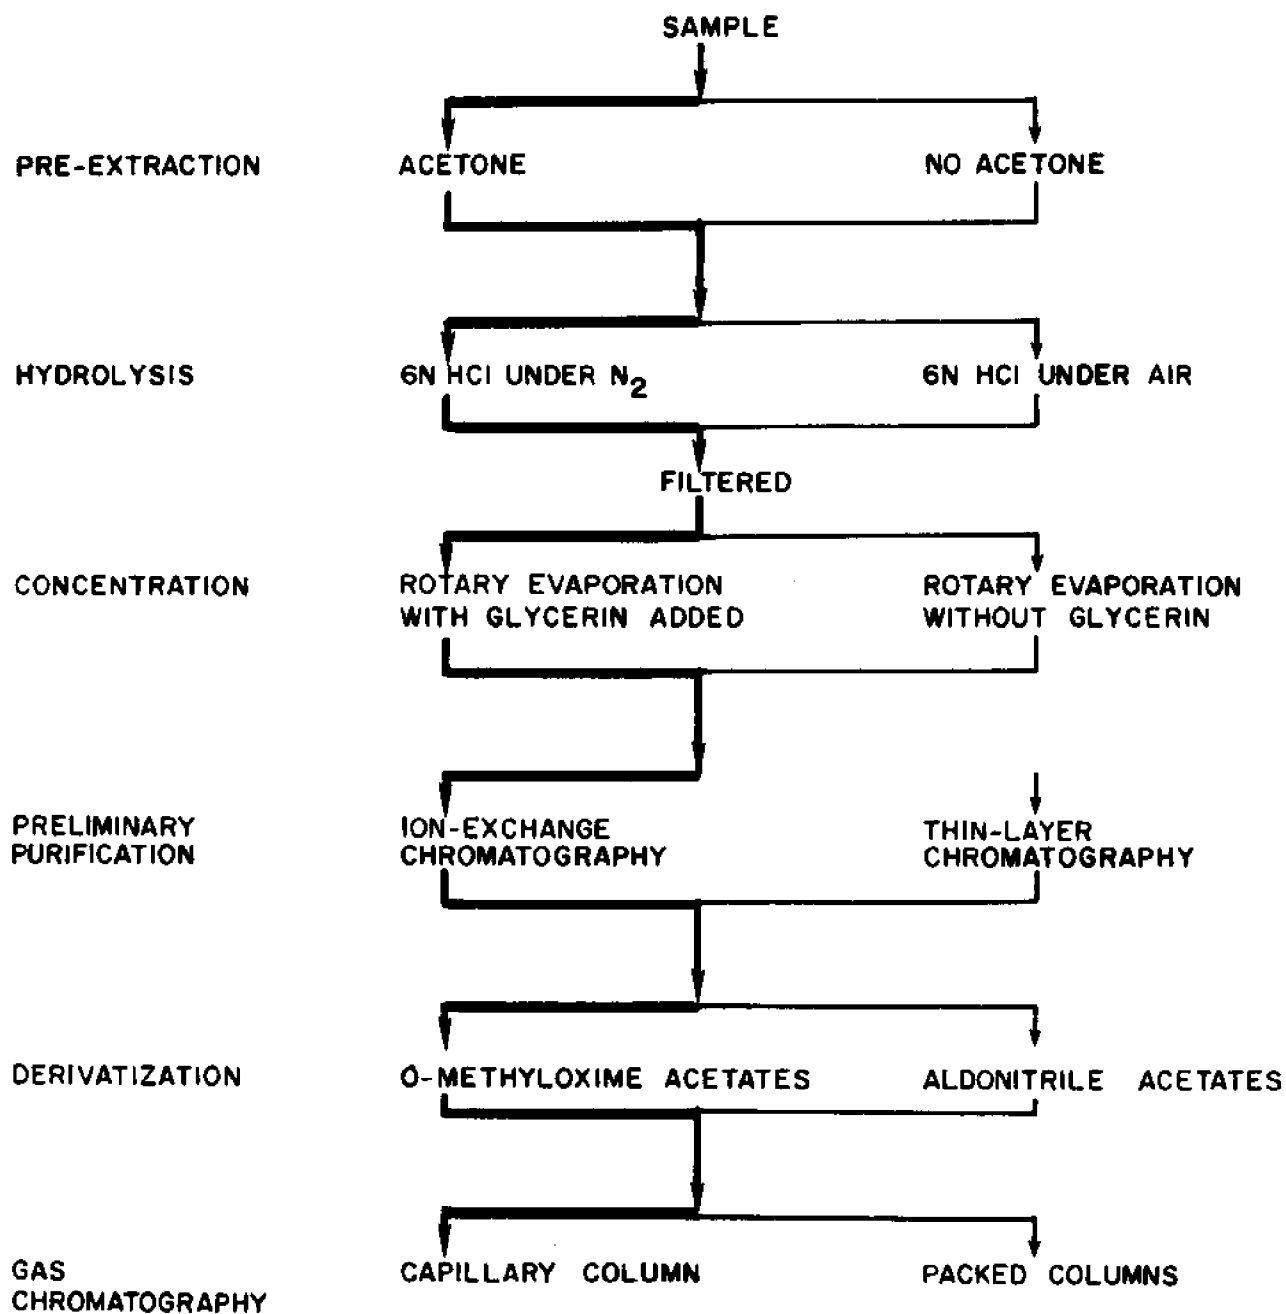 SAMPLE
PRE-EXTRACTION ACETONE NO ACETONE
HYDROLYSIS 6N HCl UNDER N2 6N HCl UNDER AIR
FILTERED
CONCENTRATION ROTARY EVAPORATION ROTARY EVAPORATION
WITH GLYCERIN ADDED WITHOUT GLYCERIN
PRELIMINARY ION-EXCHANGE THIN-LAYER
PURIFICATION CHROMATOGRAPHY CHROMATOGRAPHY
DERIVATIZATION O-METHYLOXIME ACETATES ALDONITRILE ACETATES
GAS CAPILLARY COLUMN PACKED COLUMNS
CHROMATOGRAPHY